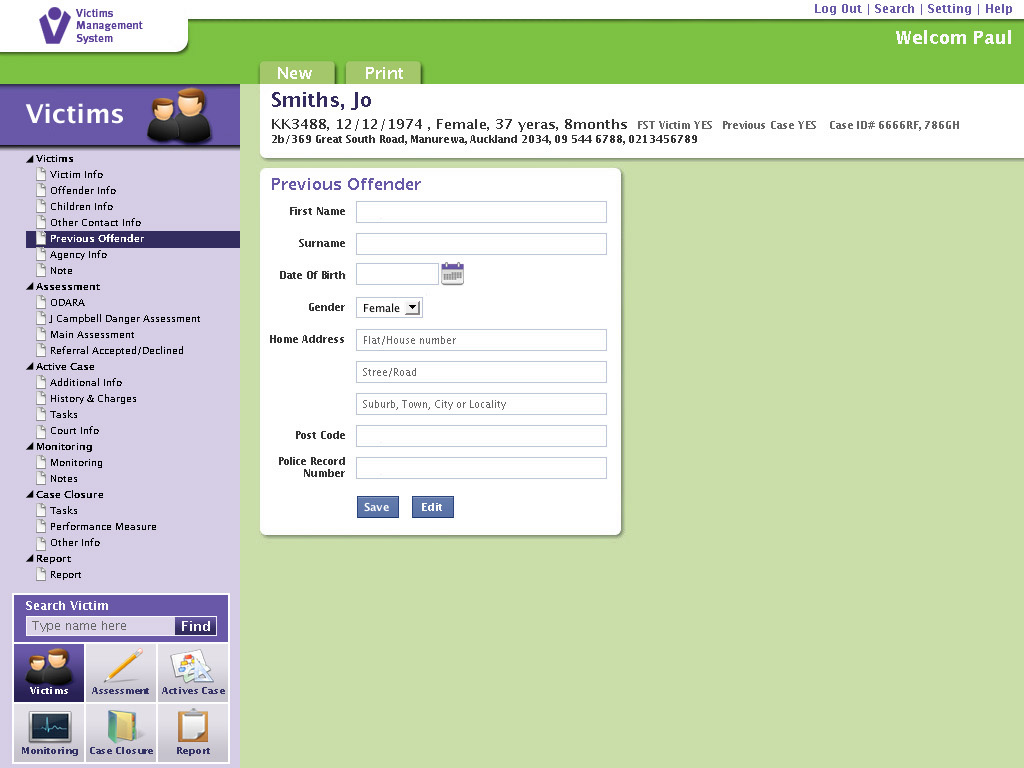 Victims
Management
System
Log Out | Search | Setting | Help
Welcom Paul
New
Print
Victims
Smiths, Jo
KK3488, 12/12/1974 , Female, 37 yeras, 8months FST Victim YES Previous Case YES Case ID# 6666RF, 786GH
2b/369 Great South Road, Manurewa, Auckland 2034, 09 544 6788, 0213456789
Victims
Victim Info
Offender Info
Children Info
Other Contact Info
Previous Offender
Agency Info
Note
Assessment
ODARA
J Campbell Danger Assessment
Main Assessment
Referral Accepted/Declined
Active Case
Additional Info
History & Charges
Tasks
Court Info
Monitoring
Monitoring
Notes
Case Closure
Tasks
Performance Measure
Other Info
Report
Report
Previous Offender
First Name
Surname
Date Of Birth
Gender
Female
Home Address
Flat/House number
Stree/Road
Suburb, Town, City or Locality
Post Code
Police Record
Number
Save
Edit
Search Victim
Type name here
Find
Victims
Assessment
Actives Case
Monitoring
Case Closure
Report